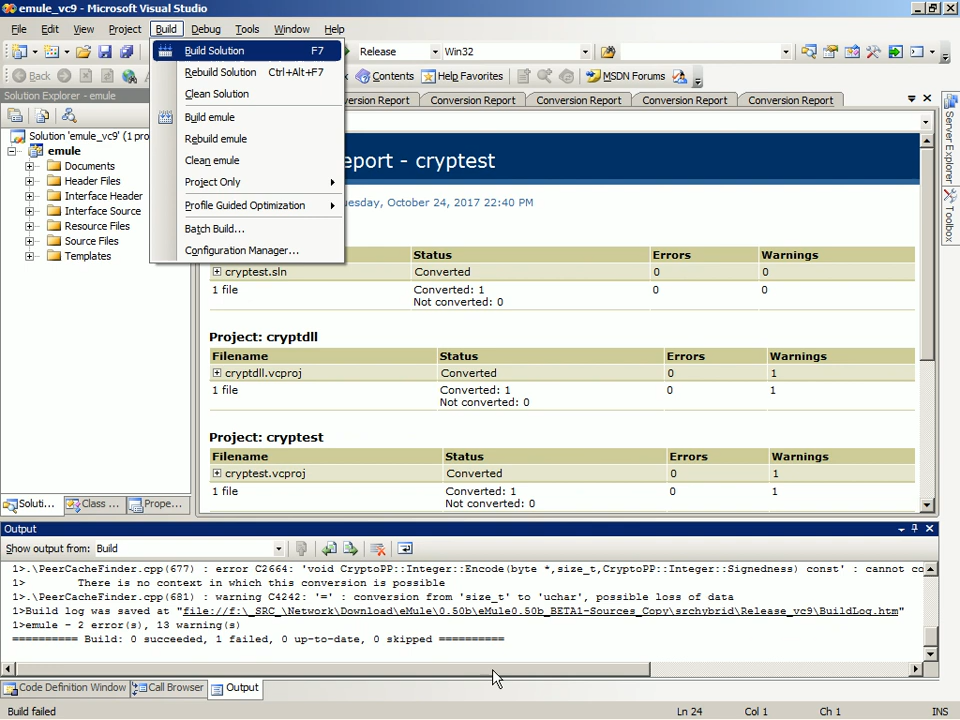 emule_vc9 - Microsoft Visual Studio
File Edit View Project Build Debug Tools Window Help
Release Win32
Back Contents Help Favorites MSDN Forums
Build Solution F7
Rebuild Solution Ctrl+Alt+F7
Clean Solution
Build emule
Rebuild emule
Clean emule
Project Only
Profile Guided Optimization
Batch Build...
Configuration Manager...
Solution Explorer - emule
Solution 'emule_vc9' (1 pro
emule
Documents
Header Files
Interface Header
Interface Source
Resource Files
Source Files
Templates
Soluti... Class ... Prope...
version Report Conversion Report Conversion Report Conversion Report Conversion Report
eport - cryptest
uesday, October 24, 2017 22:40 PM
Status Errors Warnings
cryptest.sln Converted 0 0
1 file Converted: 1 0 0
Not converted: 0
Project: cryptdll
Filename Status Errors Warnings
cryptdll.vcproj Converted 0 1
1 file Converted: 1 0 1
Not converted: 0
Project: cryptest
Filename Status Errors Warnings
cryptest.vcproj Converted 0 1
1 file Converted: 1 0 1
Not converted: 0
Server Explorer
Toolbox
Output
Show output from: Build
1>.\PeerCacheFinder.cpp(677) : error C2664: 'void CryptoPP::Integer::Encode(byte *,size_t,CryptoPP::Integer::Signedness) const' : cannot co
1> There is no context in which this conversion is possible
1>.\PeerCacheFinder.cpp(681) : warning C4242: '=' : conversion from 'size_t' to 'uchar', possible loss of data
1>Build log was saved at "file://f:\_SRC_\Network\Download\eMule\0.50b\eMule0.50b_BETA1-Sources_Copy\srchybrid\Release_vc9\BuildLog.htm"
1>emule - 2 error(s), 13 warning(s)
========== Build: 0 succeeded, 1 failed, 0 up-to-date, 0 skipped ==========
Code Definition Window Call Browser Output
Build failed Ln 24 Col 1 Ch 1 INS